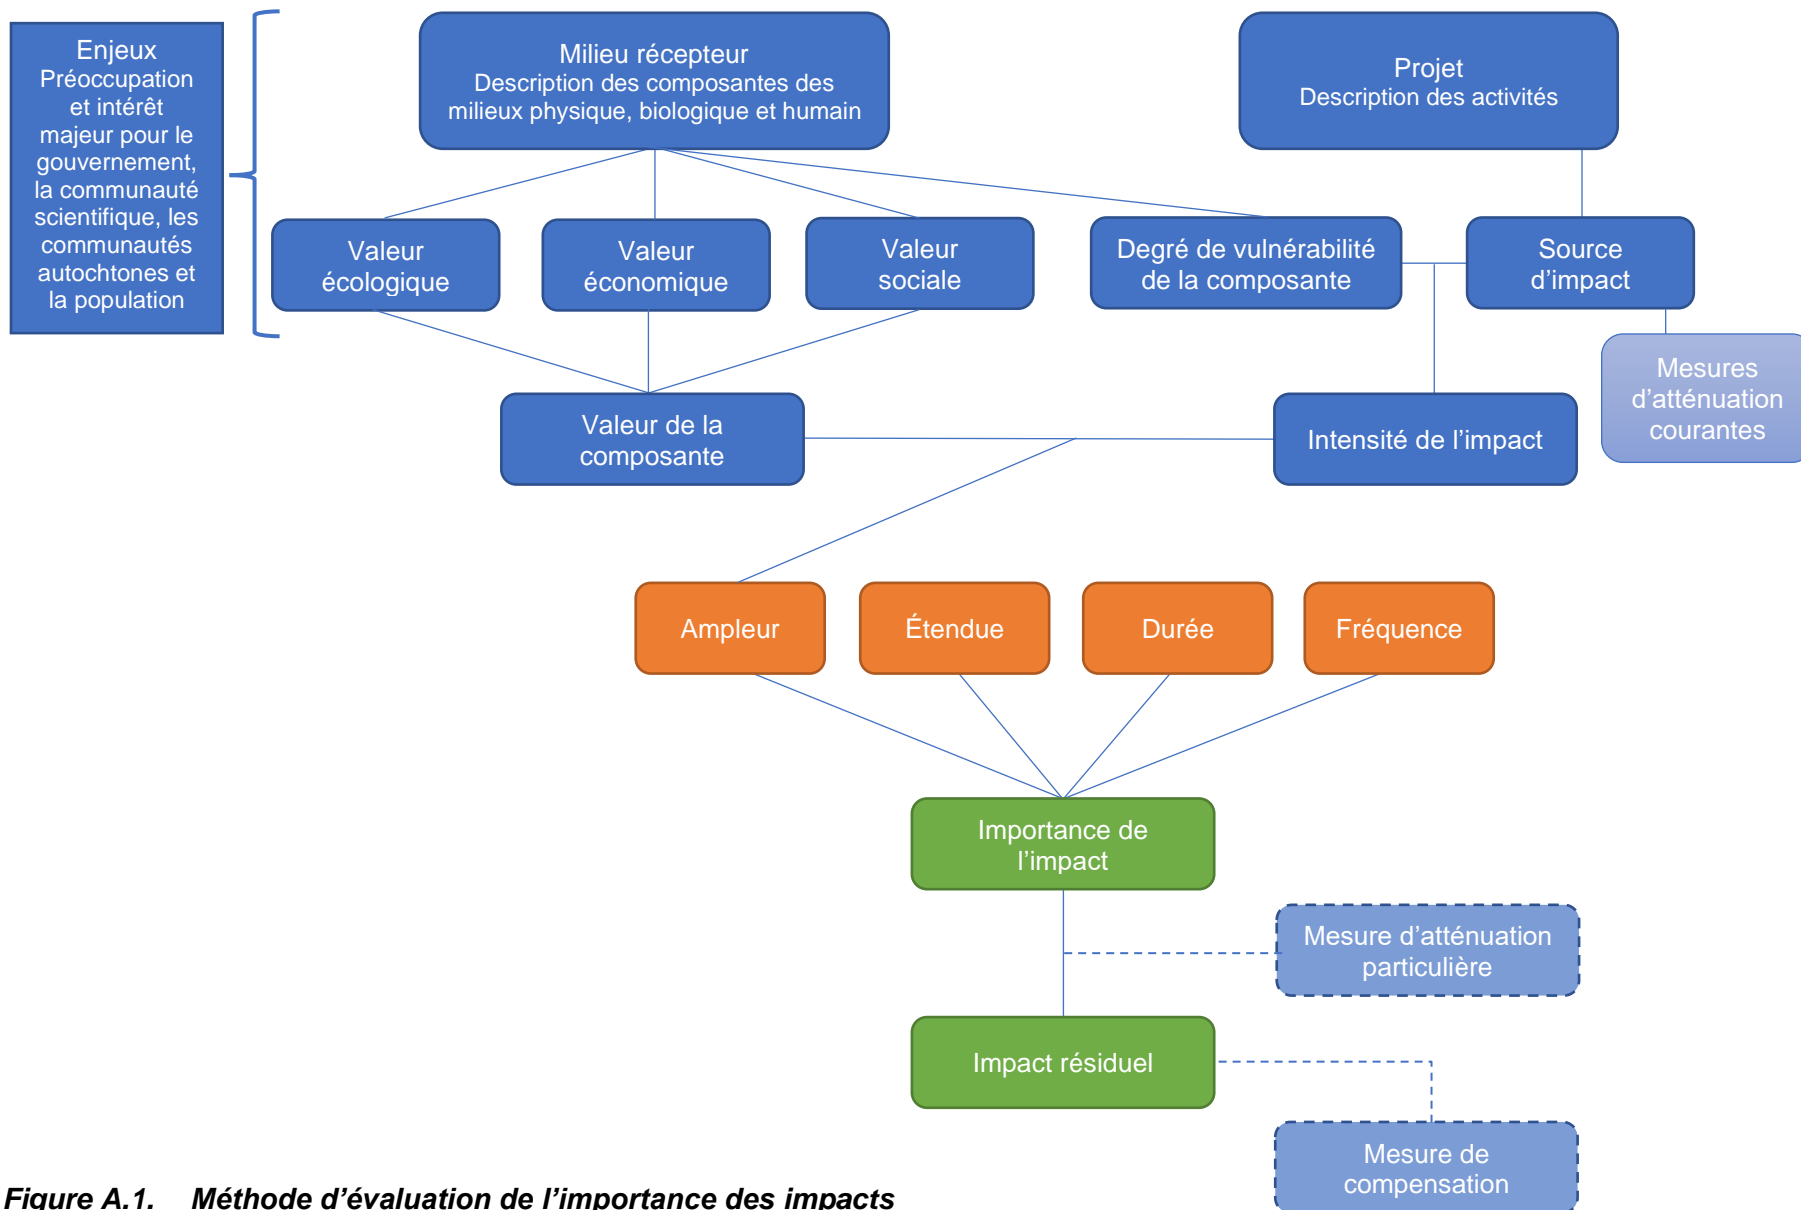 Enjeux
Préoccupation
et intérêt
majeur pour le
gouvernement,
la communauté
scientifique, les
communautés
autochtones et
la population
Milieu récepteur
Description des composantes des
milieux physique, biologique et humain
Projet
Description des activités
Valeur
écologique
Valeur
économique
Valeur
sociale
Degré de vulnérabilité
de la composante
Source
d’impact
Mesures
d’atténuation
courantes
Valeur de la
composante
Intensité de l’impact
Ampleur
Étendue
Durée
Fréquence
Importance de
l’impact
Mesure d’atténuation
particulière
Impact résiduel
Mesure de
compensation
Figure A.1. Méthode d’évaluation de l’importance des impacts